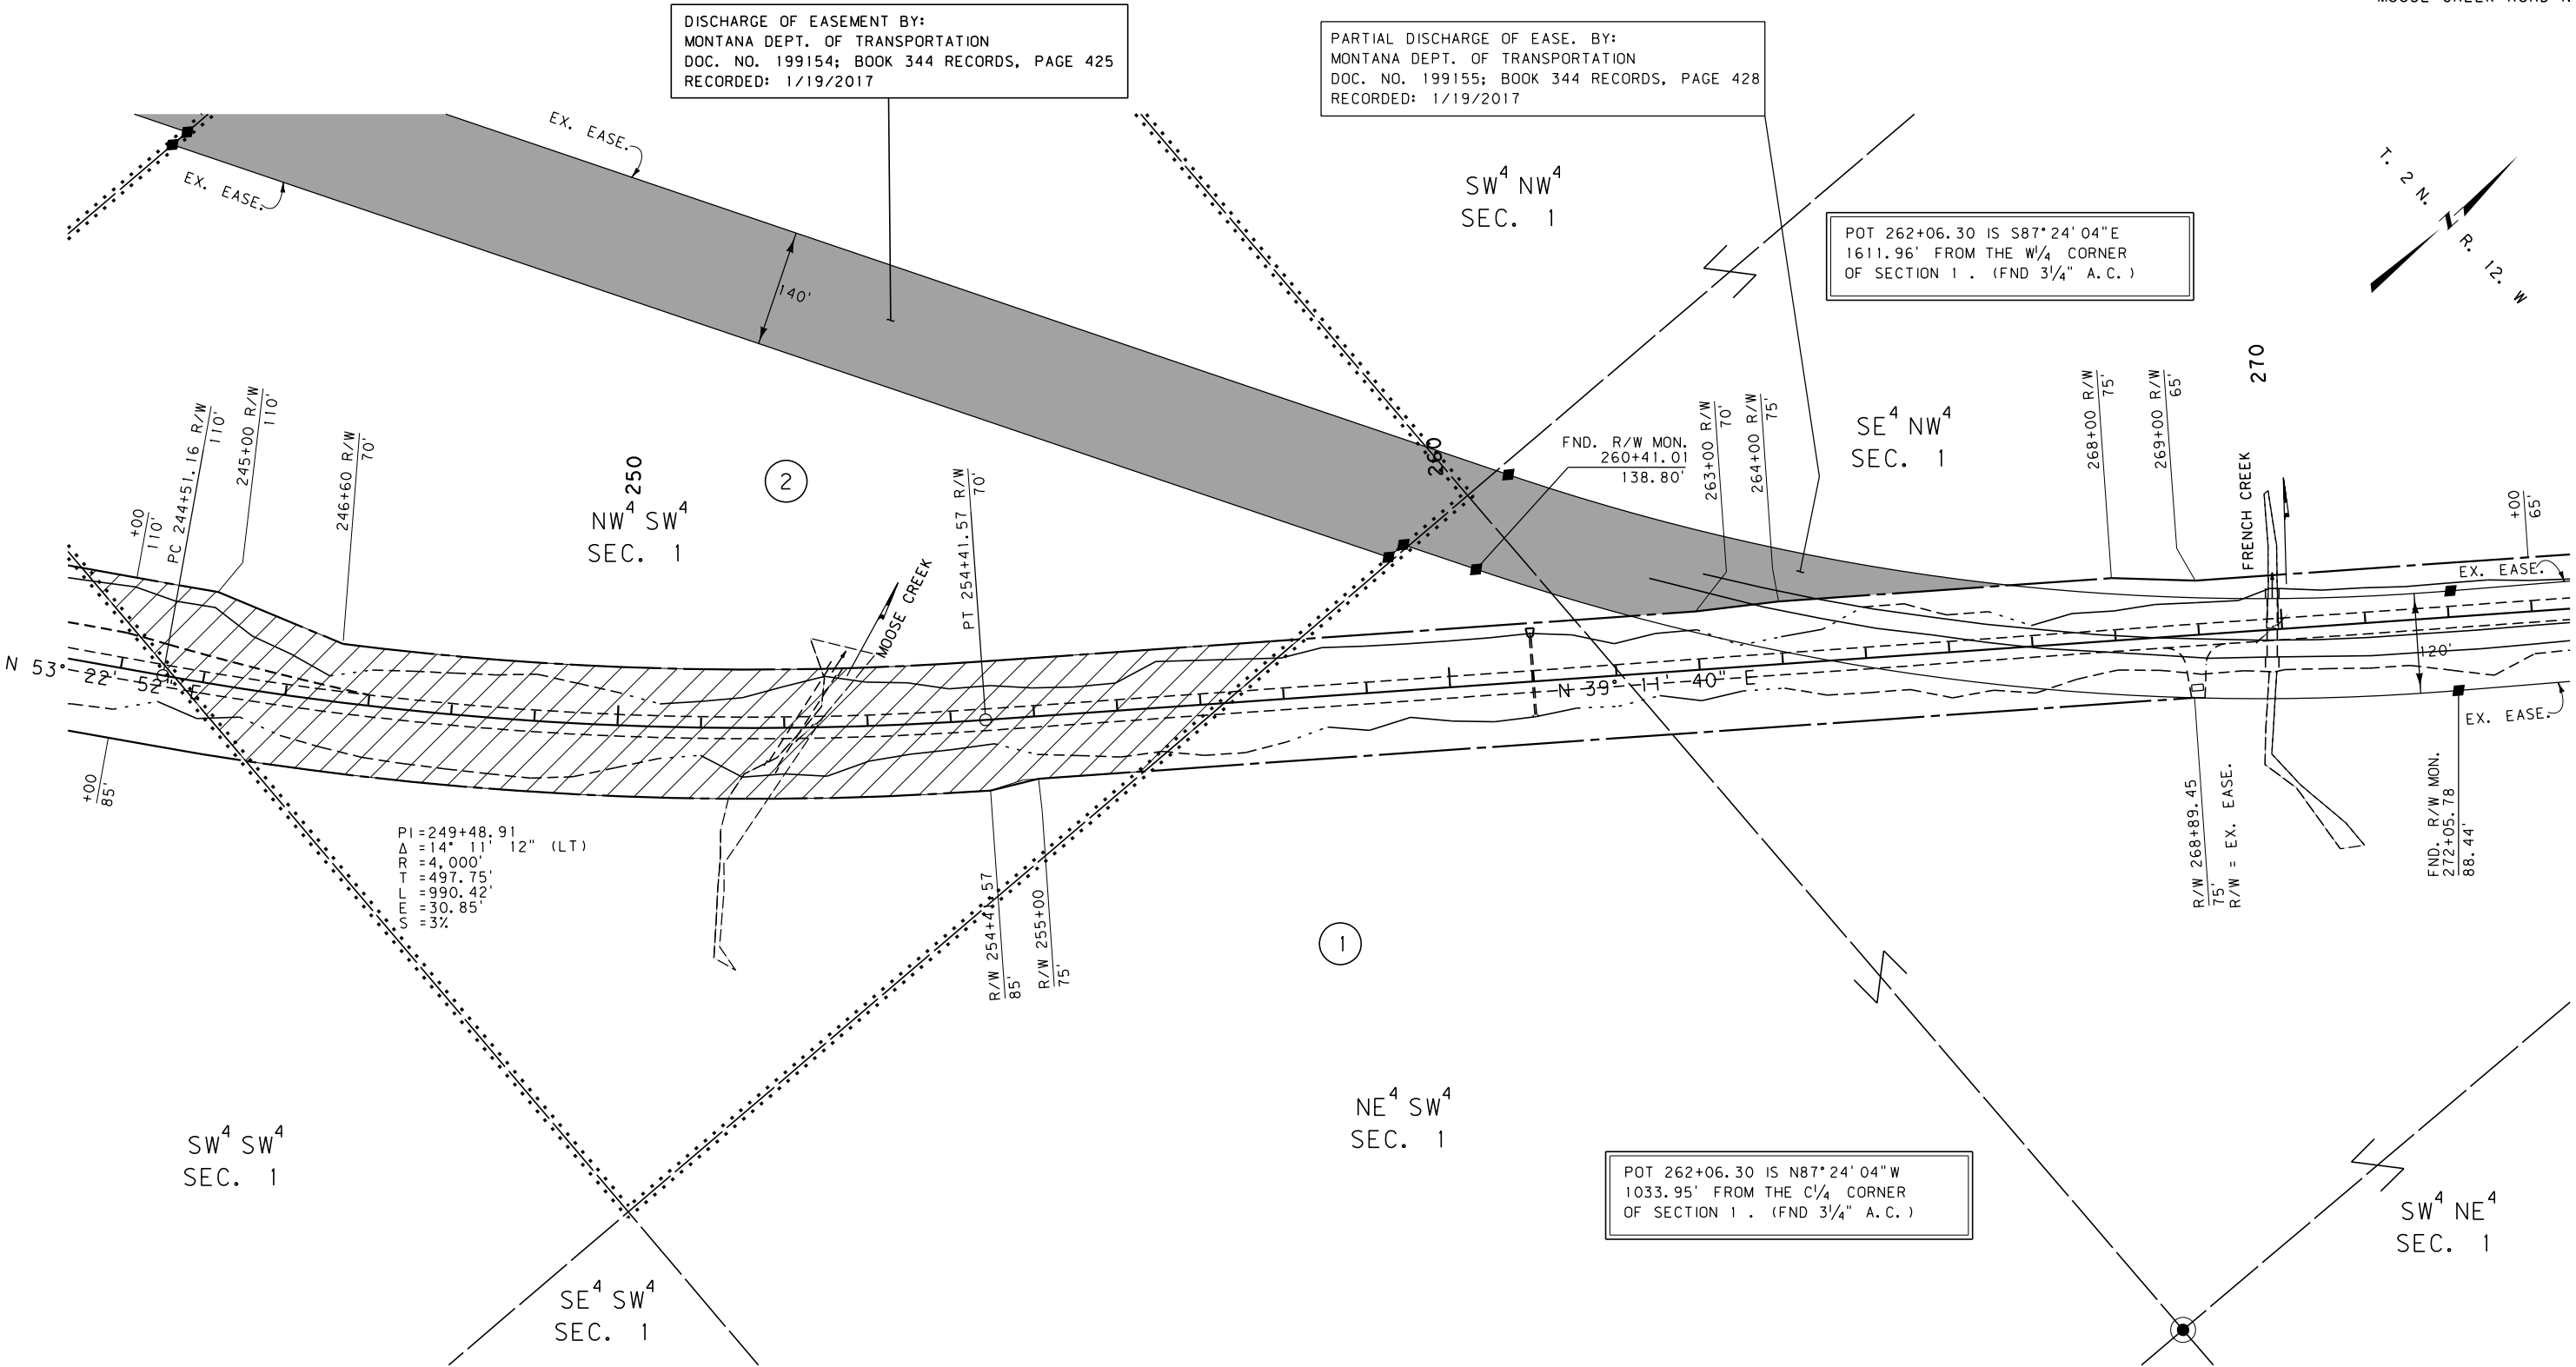 DISCHARGE OF EASEMENT BY:
MONTANA DEPT. OF TRANSPORTATION
DOC. NO. 199154; BOOK 344 RECORDS, PAGE 425
RECORDED: 1/19/2017
PARTIAL DISCHARGE OF EASE. BY:
MONTANA DEPT. OF TRANSPORTATION
DOC. NO. 199155; BOOK 344 RECORDS, PAGE 428
RECORDED: 1/19/2017
EX. EASE.
EX. EASE.
140'
SW⁴ NW⁴
SEC. 1
T. 2 N.
R. 12. W
POT 262+06.30 IS S87°24'04"E
1611.96' FROM THE W¼ CORNER
OF SECTION 1 . (FND 3¼" A.C.)
+00
110'
PC 244+51.16 R/W
110'
245+00 R/W
110'
246+60 R/W
70'
250
2
NW⁴ SW⁴
SEC. 1
MOOSE CREEK
PT 254+41.57 R/W
70'
260
FND. R/W MON.
260+41.01
138.80'
263+00 R/W
70'
264+00 R/W
75'
SE⁴ NW⁴
SEC. 1
268+00 R/W
75'
269+00 R/W
65'
270
FRENCH CREEK
+00
65'
EX. EASE.
N 53° 22' 52" E
N 39° 11' 40" E
120'
EX. EASE.
+00
85'
PI =249+48.91
Δ =14° 11' 12" (LT)
R =4,000'
T =497.75'
L =990.42'
E =30.85'
S =3%
R/W 254+41.57
85'
R/W 255+00
75'
1
R/W 268+89.45
75'
R/W = EX. EASE.
FND. R/W MON.
272+05.78
88.44'
SW⁴ SW⁴
SEC. 1
NE⁴ SW⁴
SEC. 1
POT 262+06.30 IS N87°24'04"W
1033.95' FROM THE C¼ CORNER
OF SECTION 1 . (FND 3¼" A.C.)
SW⁴ NE⁴
SEC. 1
SE⁴ SW⁴
SEC. 1